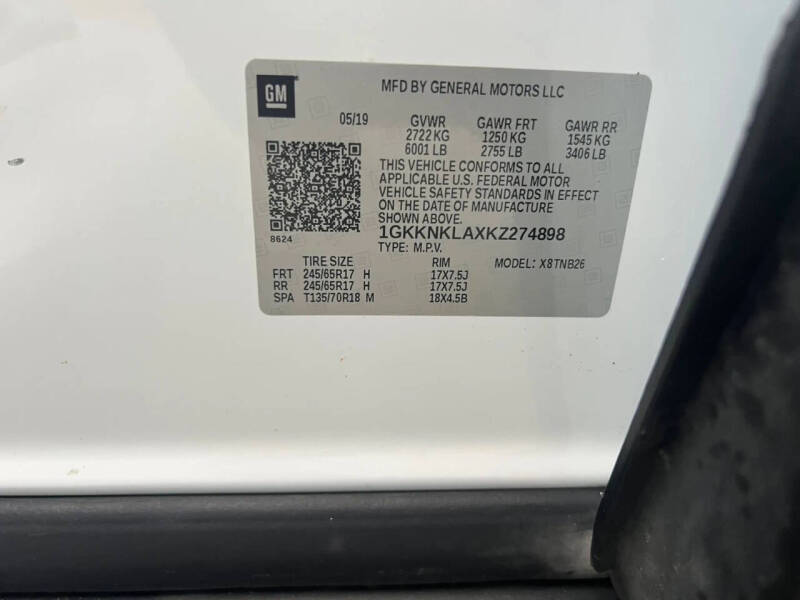 GM
MFD BY GENERAL MOTORS LLC
05/19 GVWR GAWR FRT GAWR RR
2722 KG 1250 KG 1545 KG
6001 LB 2755 LB 3406 LB
THIS VEHICLE CONFORMS TO ALL
APPLICABLE U.S. FEDERAL MOTOR
VEHICLE SAFETY STANDARDS IN EFFECT
ON THE DATE OF MANUFACTURE
SHOWN ABOVE.
8624
1GKKNKLAXKZ274898
TYPE: M.P.V.
TIRE SIZE RIM MODEL: X8TNB26
FRT 245/65R17 H 17X7.5J
RR 245/65R17 H 17X7.5J
SPA T135/70R18 M 18X4.5B